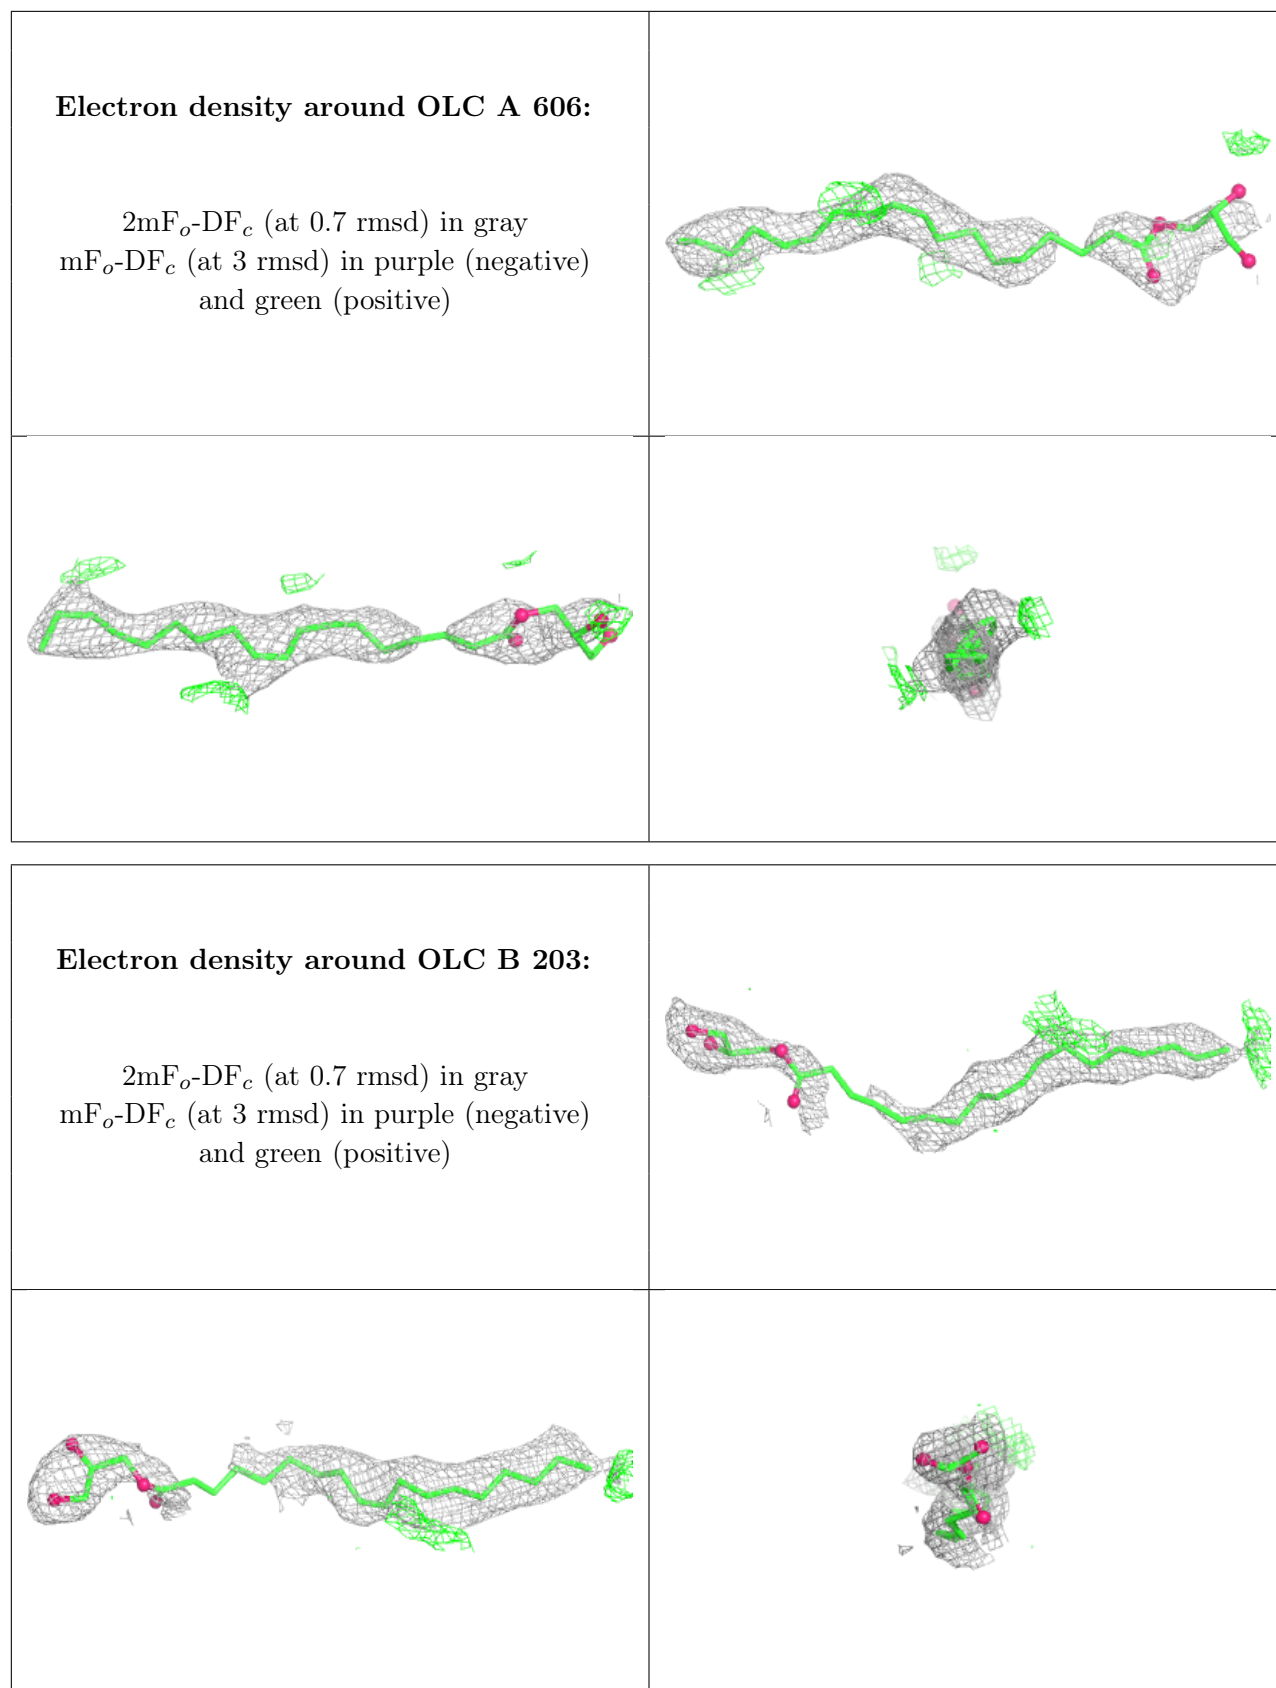 Electron density around OLC A 606:
2mFₒ-DF𝒸 (at 0.7 rmsd) in gray
mFₒ-DF𝒸 (at 3 rmsd) in purple (negative)
and green (positive)
Electron density around OLC B 203:
2mFₒ-DF𝒸 (at 0.7 rmsd) in gray
mFₒ-DF𝒸 (at 3 rmsd) in purple (negative)
and green (positive)